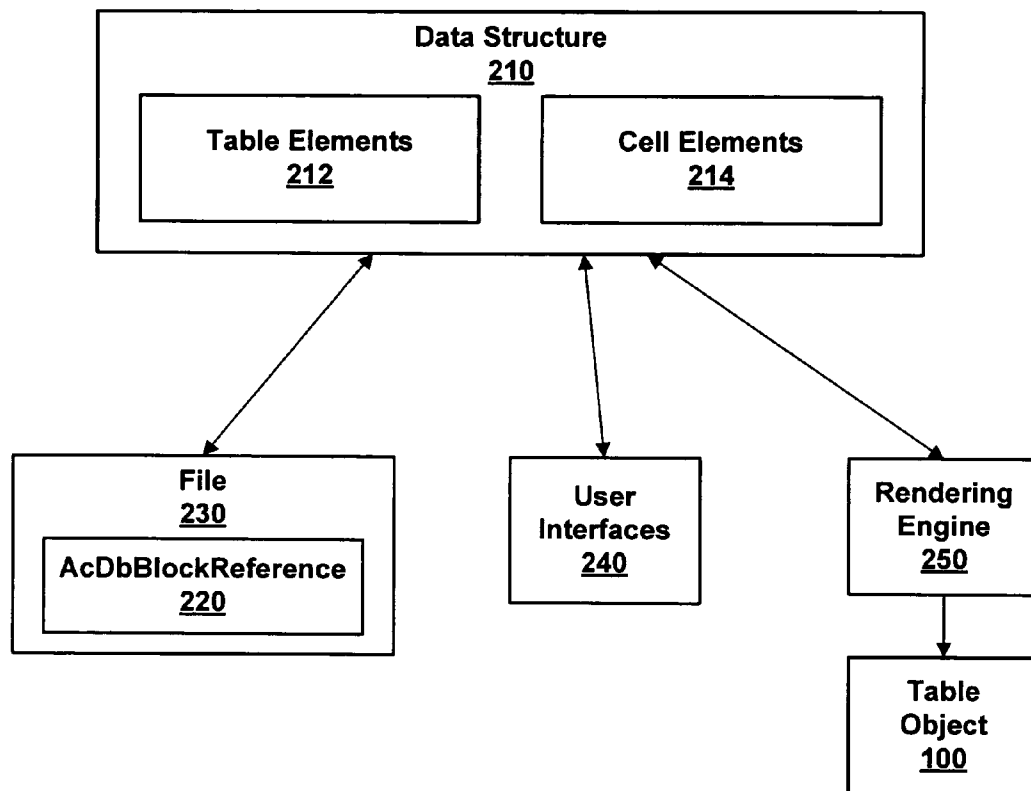 Data Structure
210
Table Elements
212
Cell Elements
214
File
230
AcDbBlockReference
220
User
Interfaces
240
Rendering
Engine
250
Table
Object
100